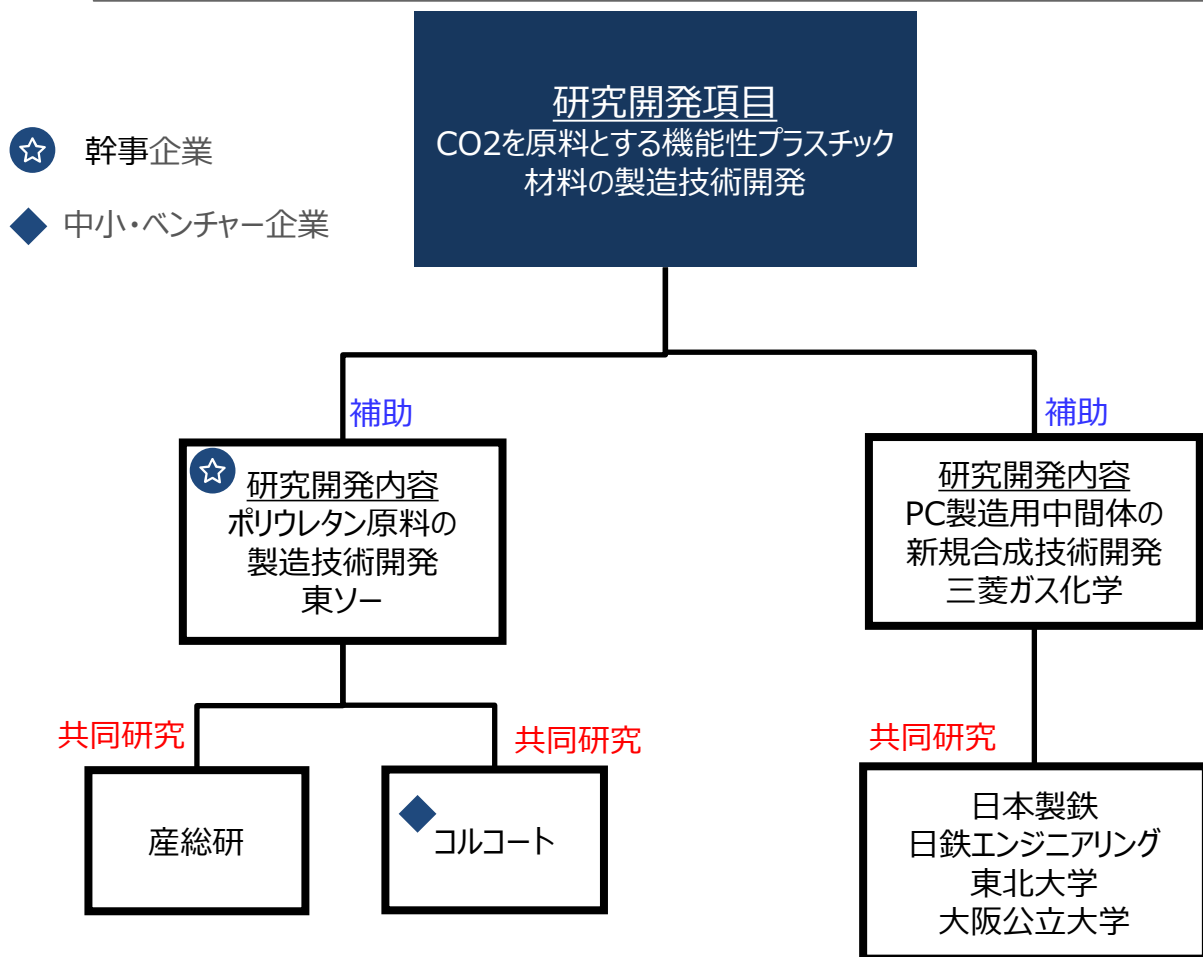 研究開発項目
CO2を原料とする機能性プラスチック
材料の製造技術開発
幹事企業
中小・ベンチャー企業
補助
補助
研究開発内容
ポリウレタン原料の
製造技術開発
東ソー
研究開発内容
PC製造用中間体の
新規合成技術開発
三菱ガス化学
共同研究
共同研究
共同研究
産総研
コルコート
日本製鉄
日鉄エンジニアリング
東北大学
大阪公立大学